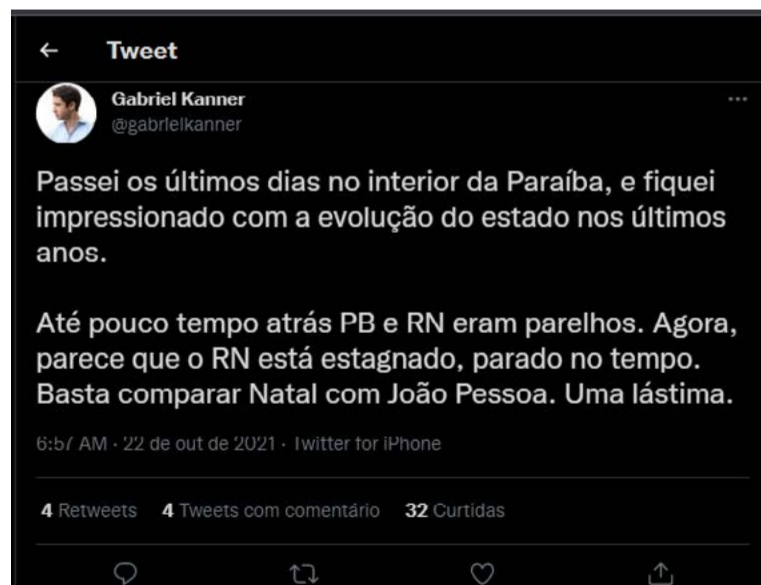 Tweet
Gabriel Kanner
@gabrielkanner
Passei os últimos dias no interior da Paraíba, e fiquei
impressionado com a evolução do estado nos últimos
anos.
Até pouco tempo atrás PB e RN eram parelhos. Agora,
parece que o RN está estagnado, parado no tempo.
Basta comparar Natal com João Pessoa. Uma lástima.
6:57 AM · 22 de out de 2021 · Twitter for iPhone
4 Retweets 4 Tweets com comentário 32 Curtidas